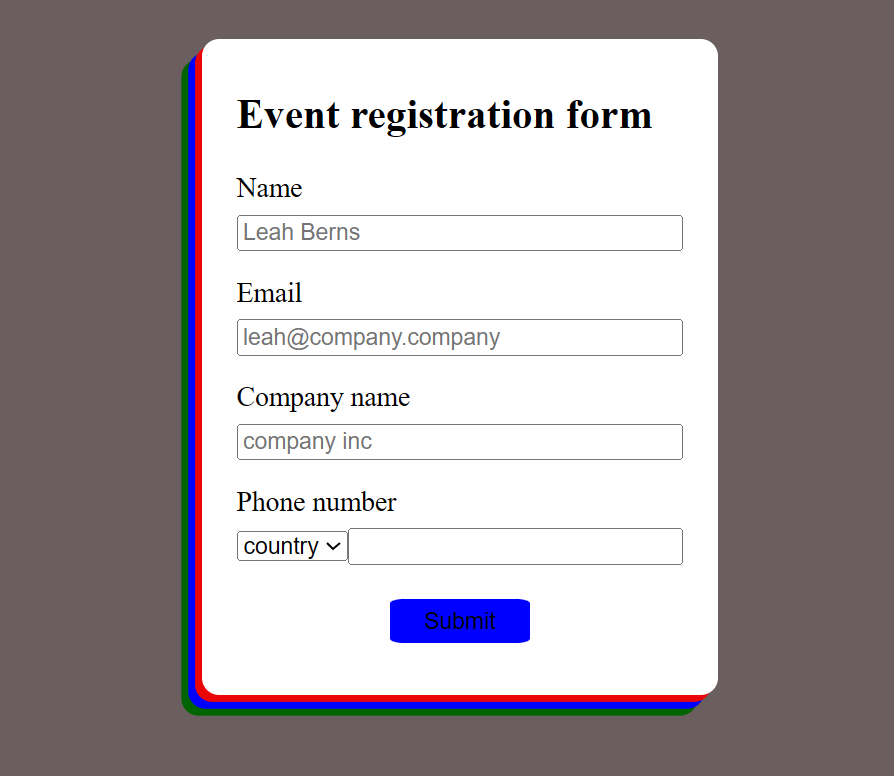 Event registration form
Name
Leah Berns
Email
leah@company.company
Company name
company inc
Phone number
country
Submit